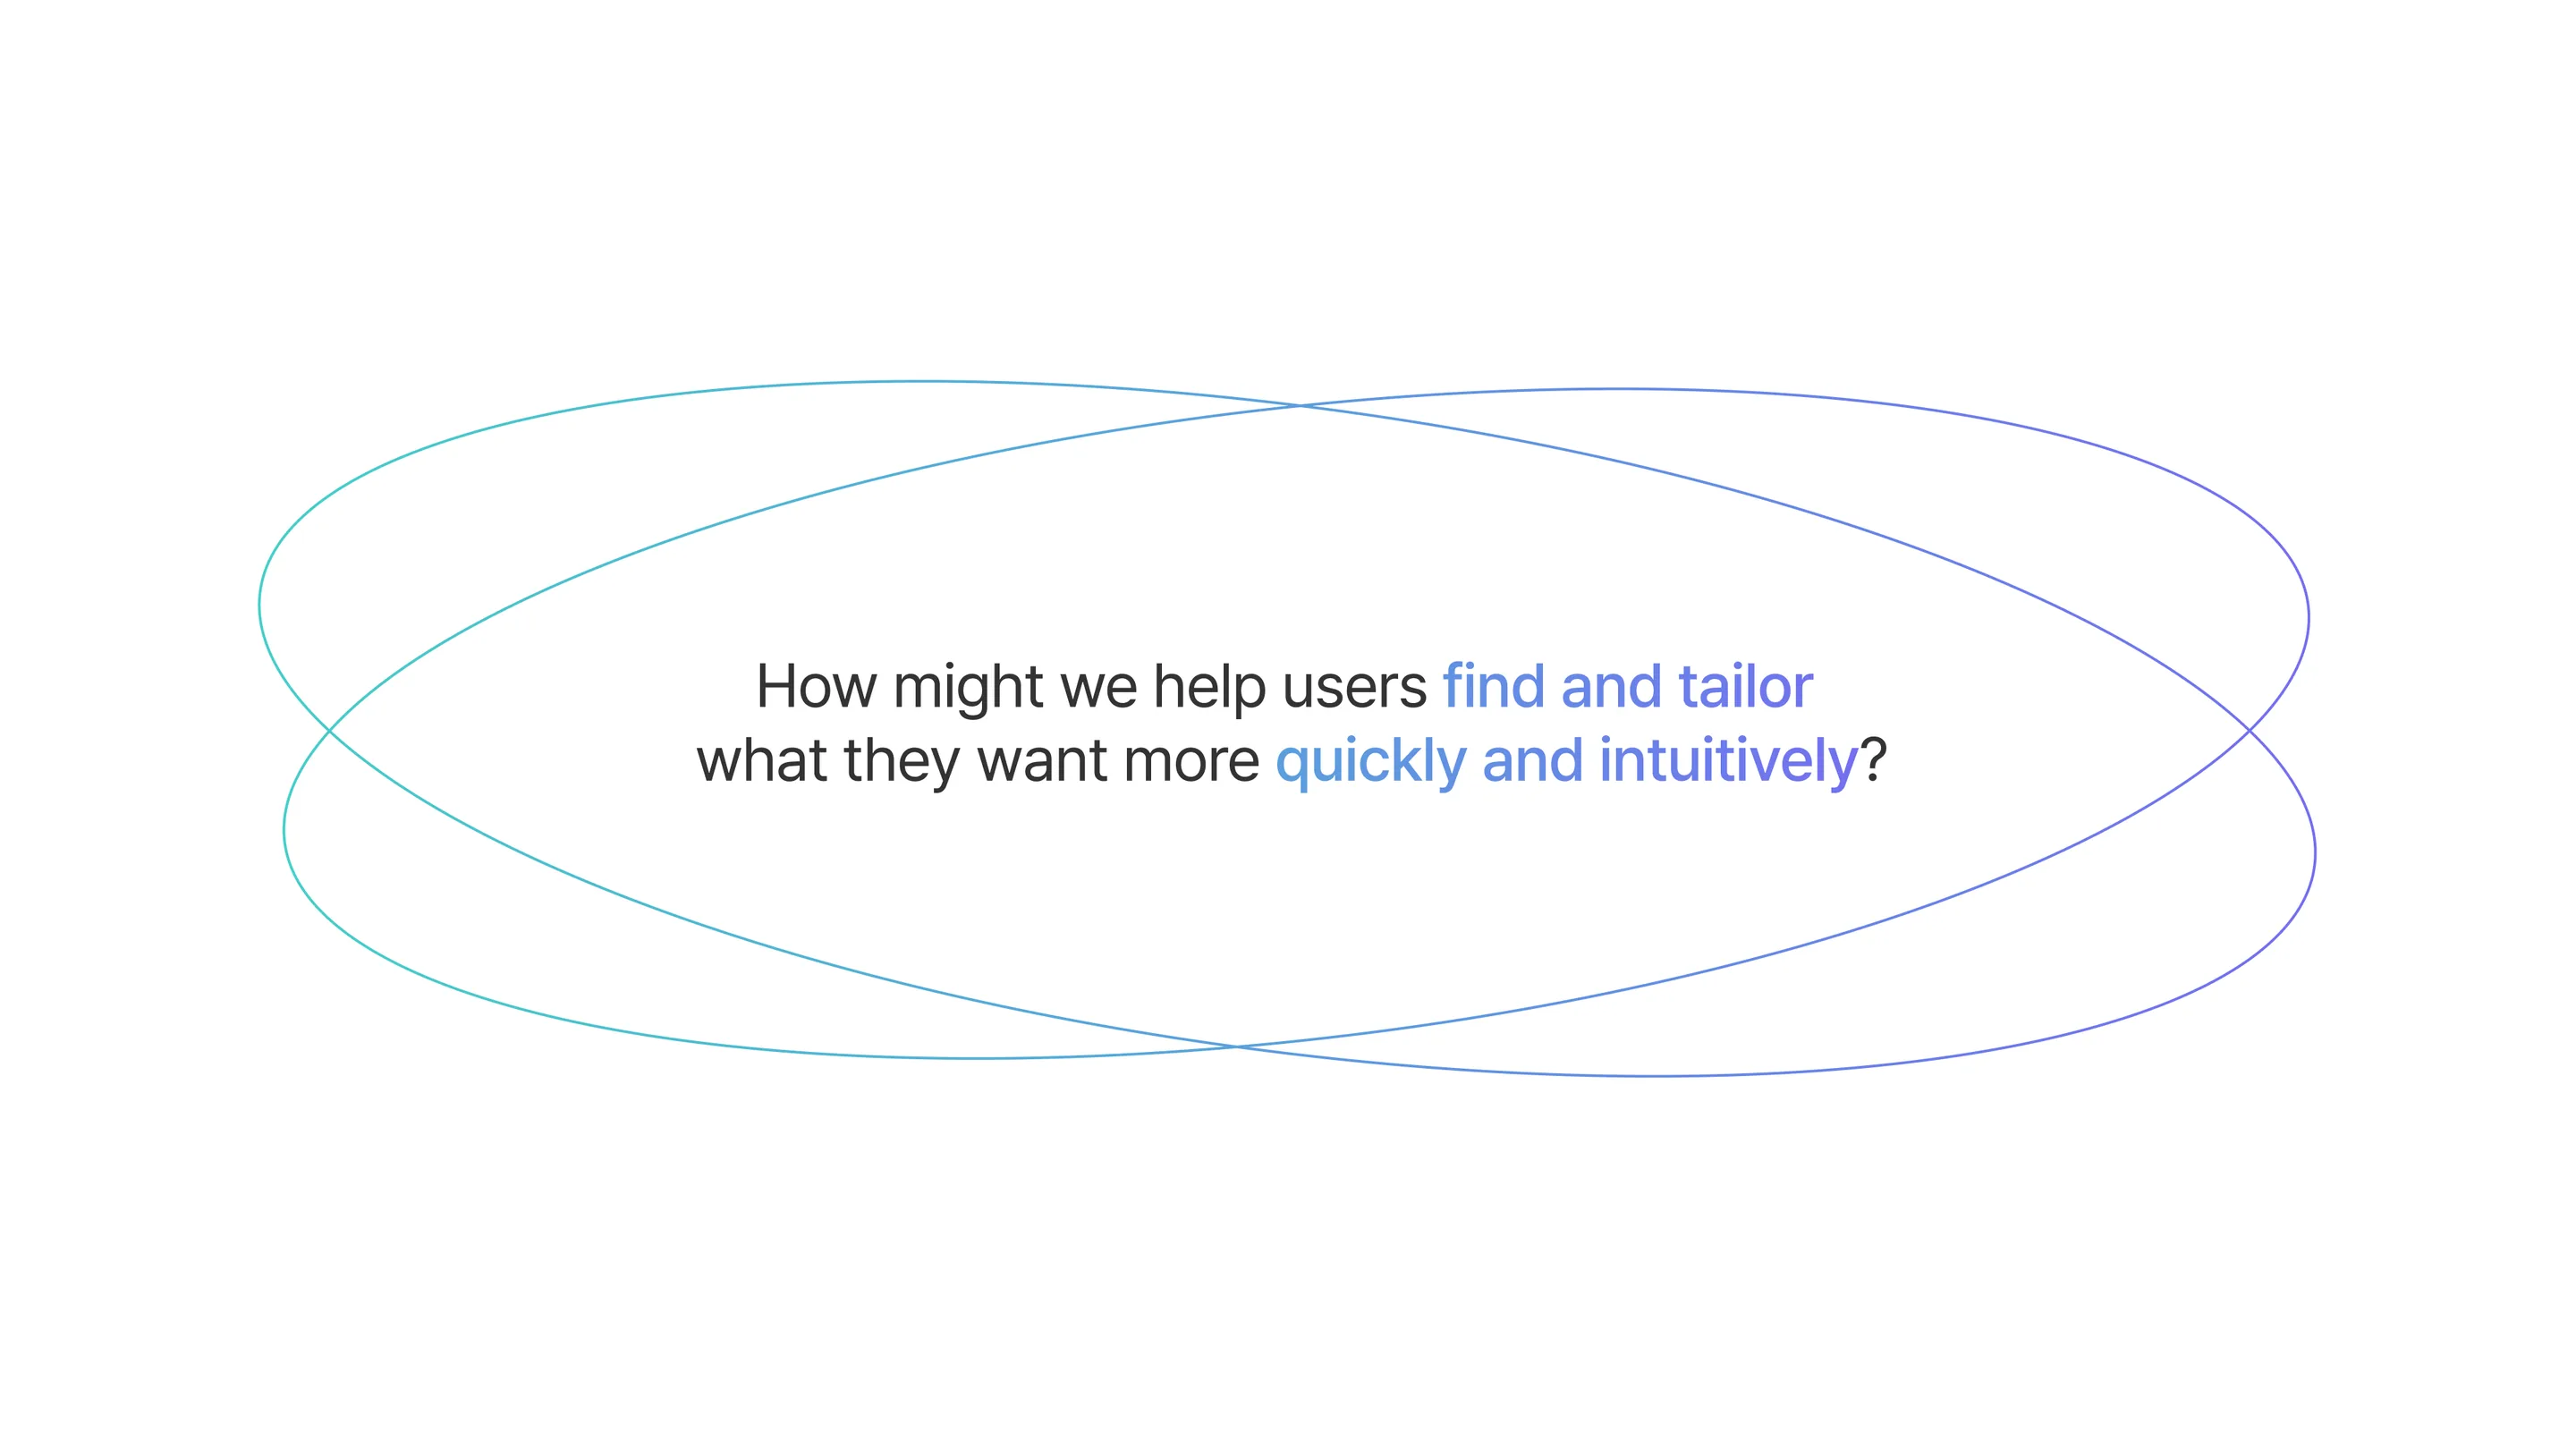 How might we help users find and tailor
what they want more quickly and intuitively?